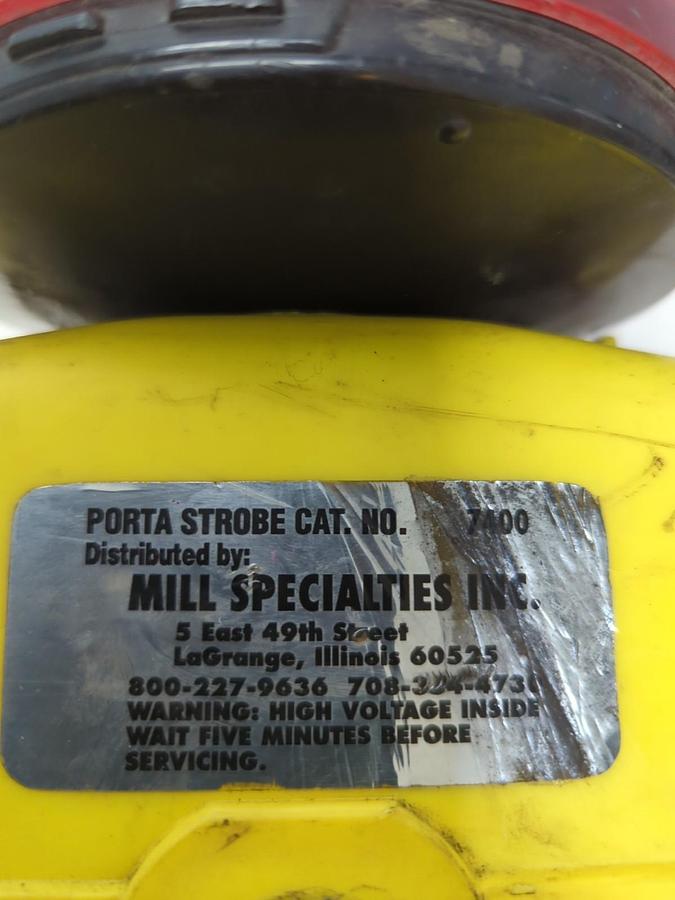 PORTA STROBE CAT. NO. 7400
Distributed by:
MILL SPECIALTIES INC.
5 East 49th Street
LaGrange, Illinois 60525
800-227-9636
WARNING: HIGH VOLTAGE INSIDE
WAIT FIVE MINUTES BEFORE
SERVICING.